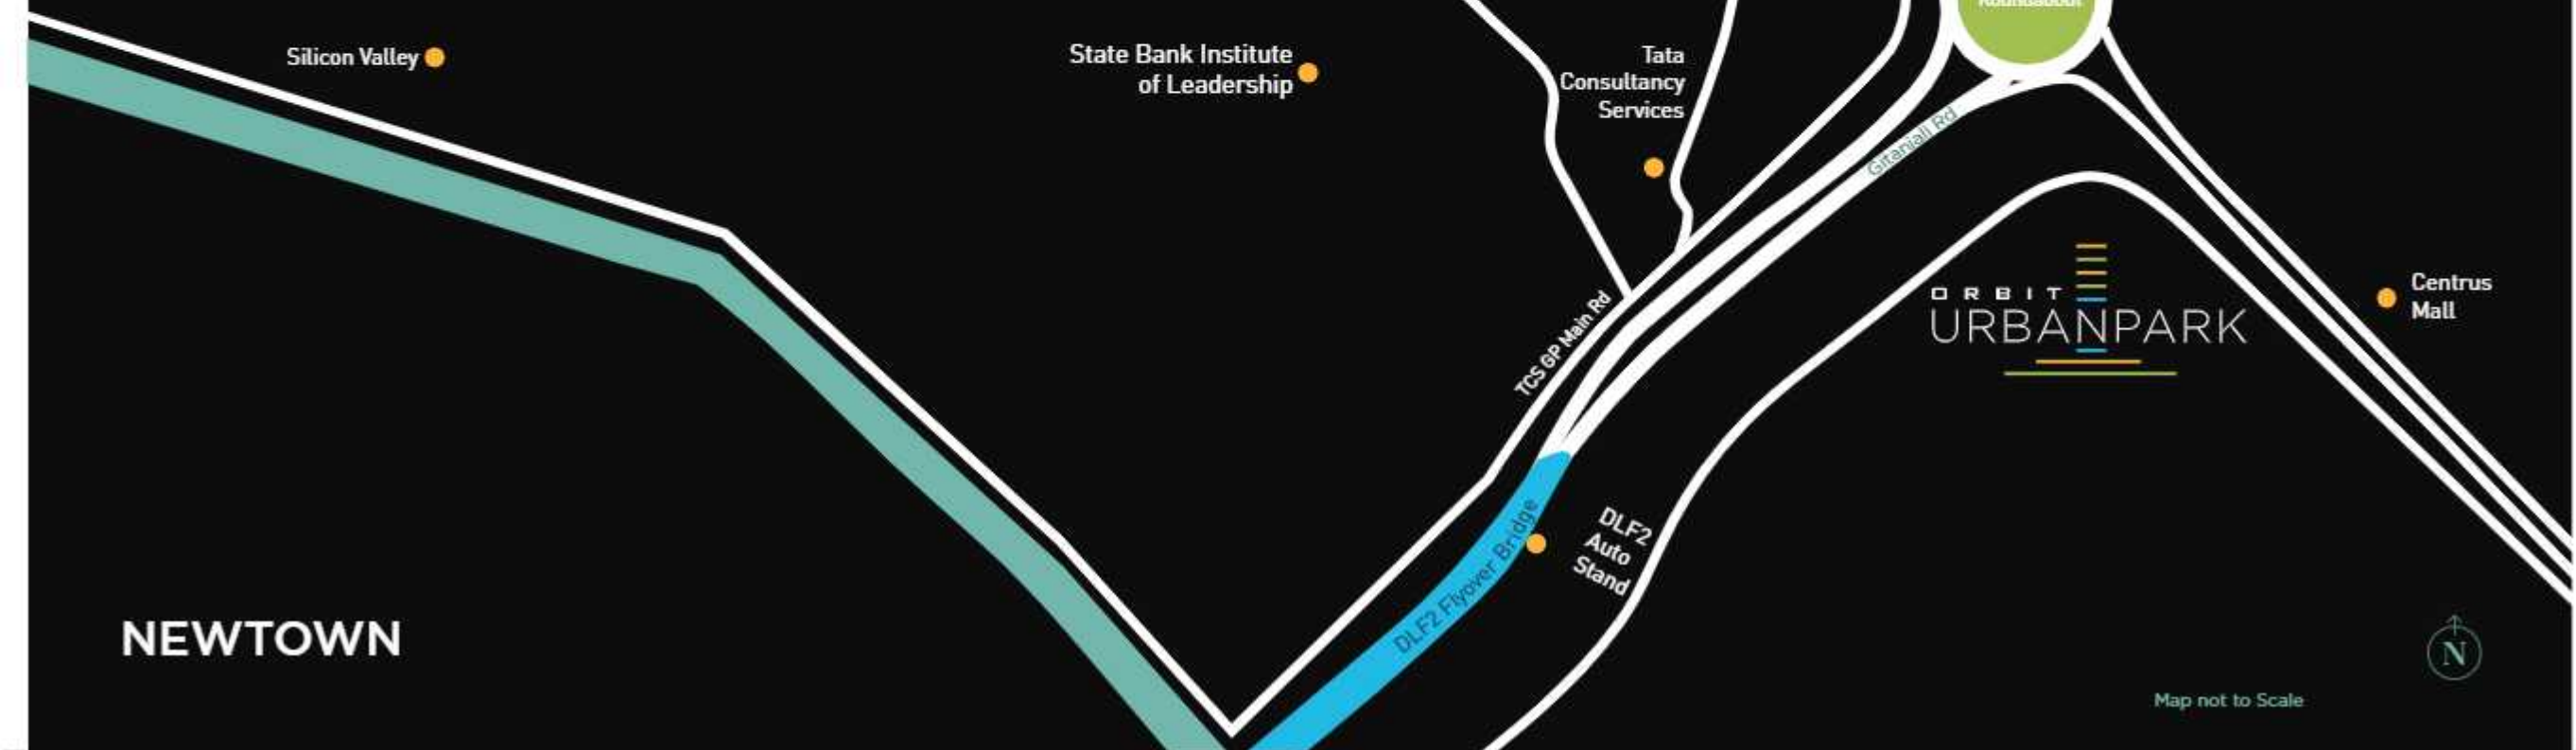 Roundabout
Silicon Valley
State Bank Institute
of Leadership
Tata
Consultancy
Services
Gitanjali Rd
ORBIT
URBANPARK
Centrus
Mall
TCS GP Main Rd
DLF2 Flyover Bridge
DLF2
Auto
Stand
NEWTOWN
N
Map not to Scale